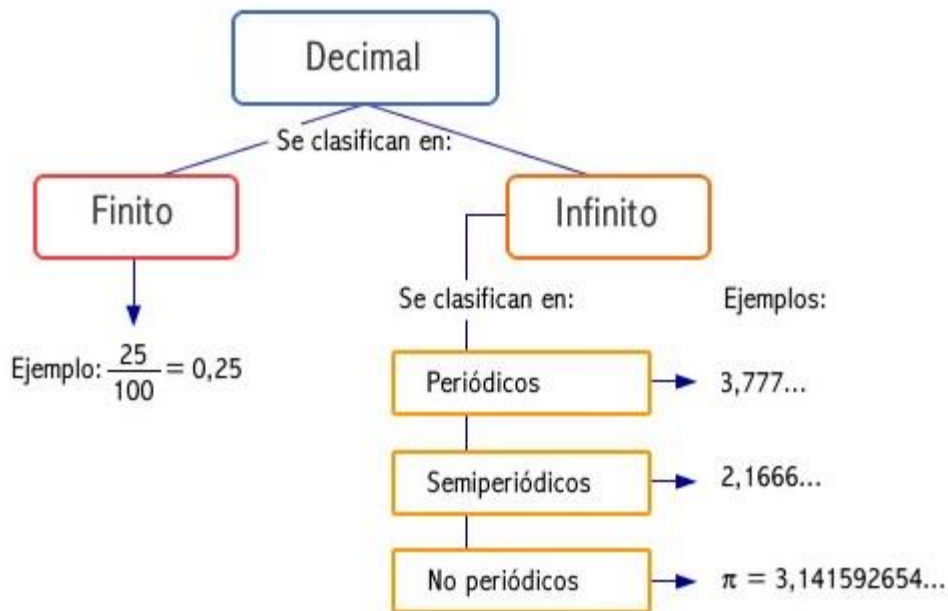 Decimal
Se clasifican en:
Finito
Infinito
Se clasifican en:
Ejemplos:
Ejemplo: 25/100 = 0,25
Periódicos
3,777...
Semiperiódicos
2,1666...
No periódicos
π = 3,141592654...